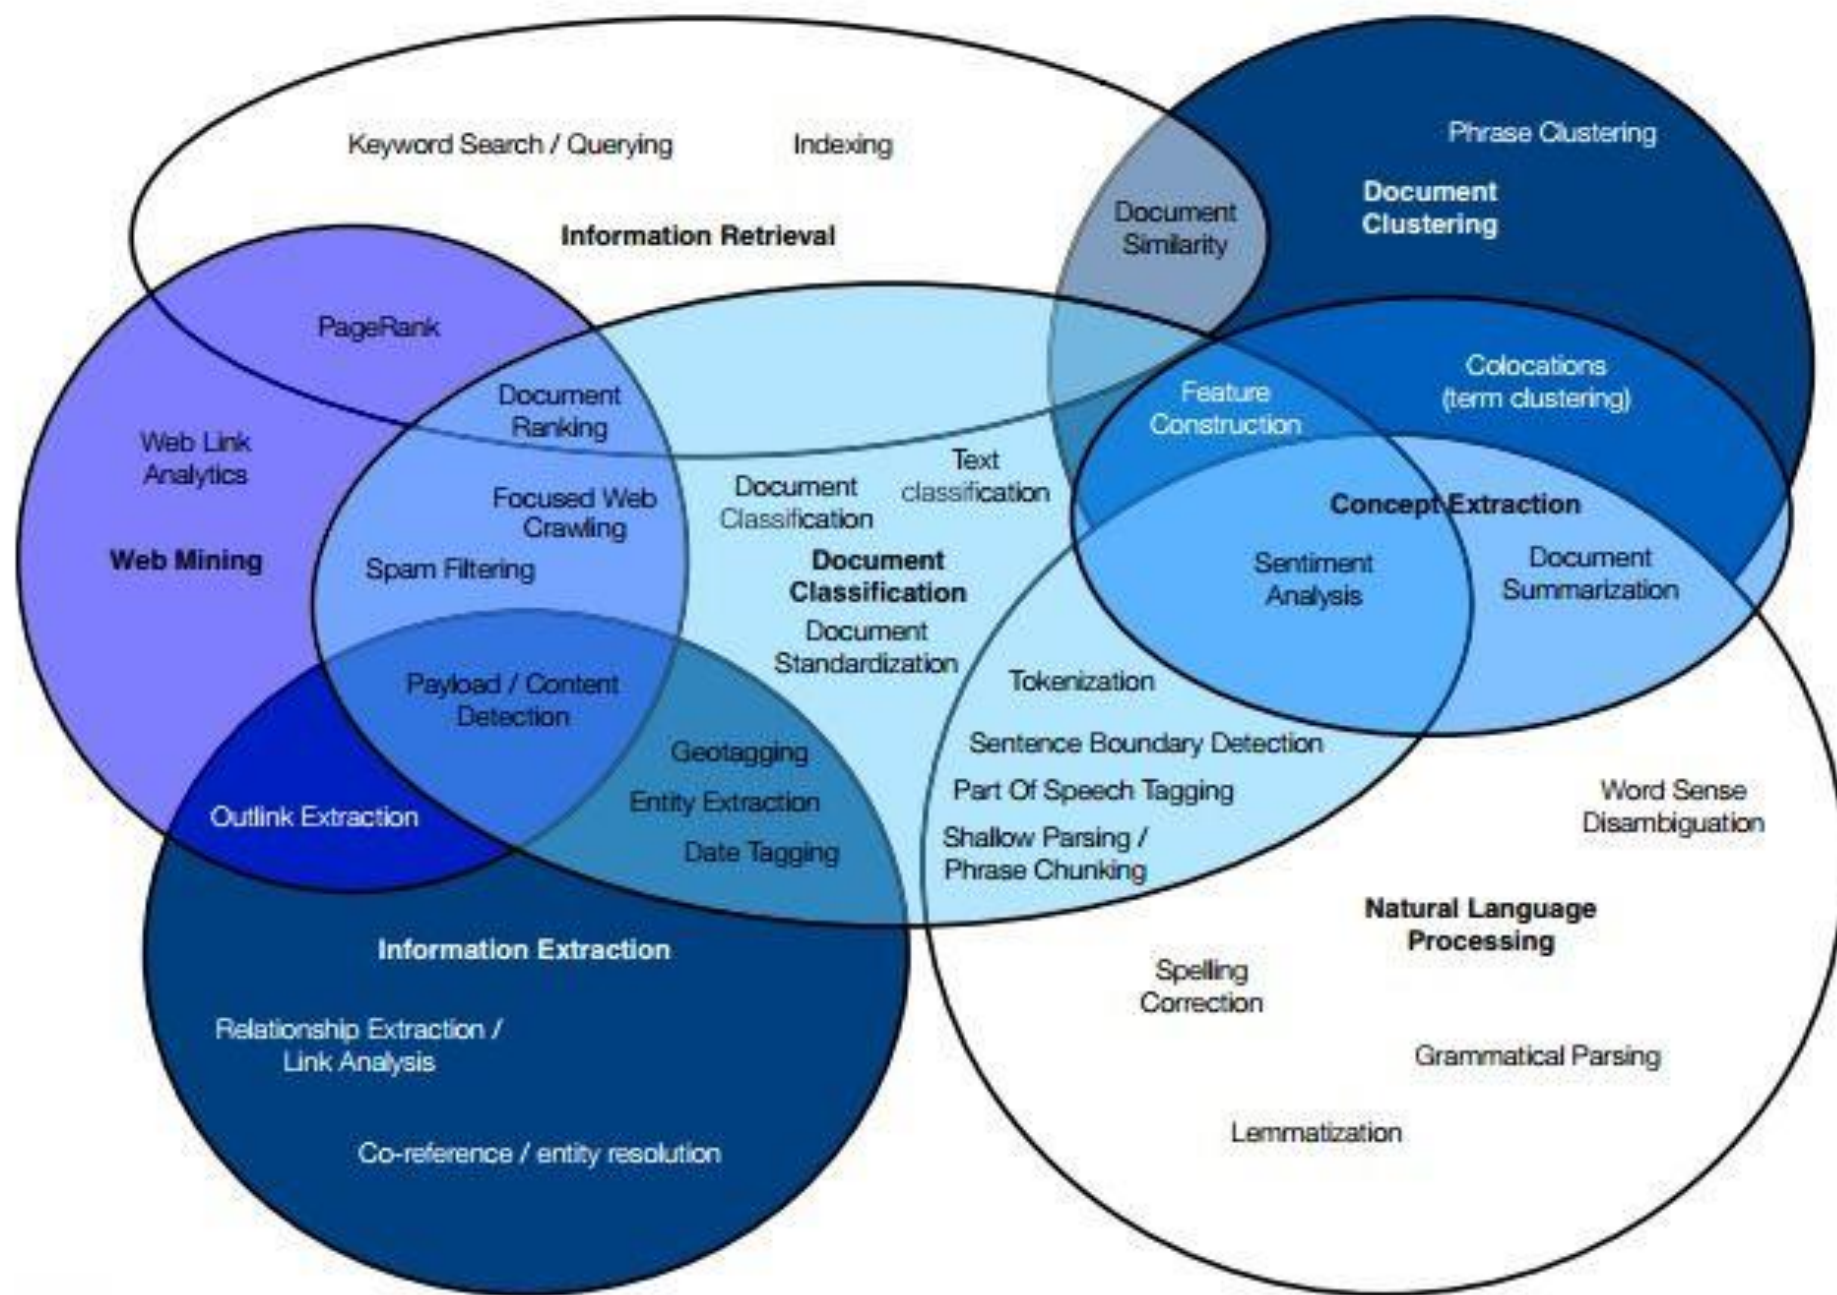 Keyword Search / Querying
Indexing
Information Retrieval
Phrase Clustering
Document
Clustering
Document
Similarity
PageRank
Document
Ranking
Web Link
Analytics
Focused Web
Crawling
Web Mining
Spam Filtering
Document
Classification
Text
classification
Document
Classification
Document
Standardization
Feature
Construction
Colocations
(term clustering)
Concept Extraction
Sentiment
Analysis
Document
Summarization
Payload / Content
Detection
Geotagging
Entity Extraction
Date Tagging
Outlink Extraction
Tokenization
Sentence Boundary Detection
Part Of Speech Tagging
Shallow Parsing /
Phrase Chunking
Word Sense
Disambiguation
Natural Language
Processing
Information Extraction
Relationship Extraction /
Link Analysis
Co-reference / entity resolution
Spelling
Correction
Grammatical Parsing
Lemmatization